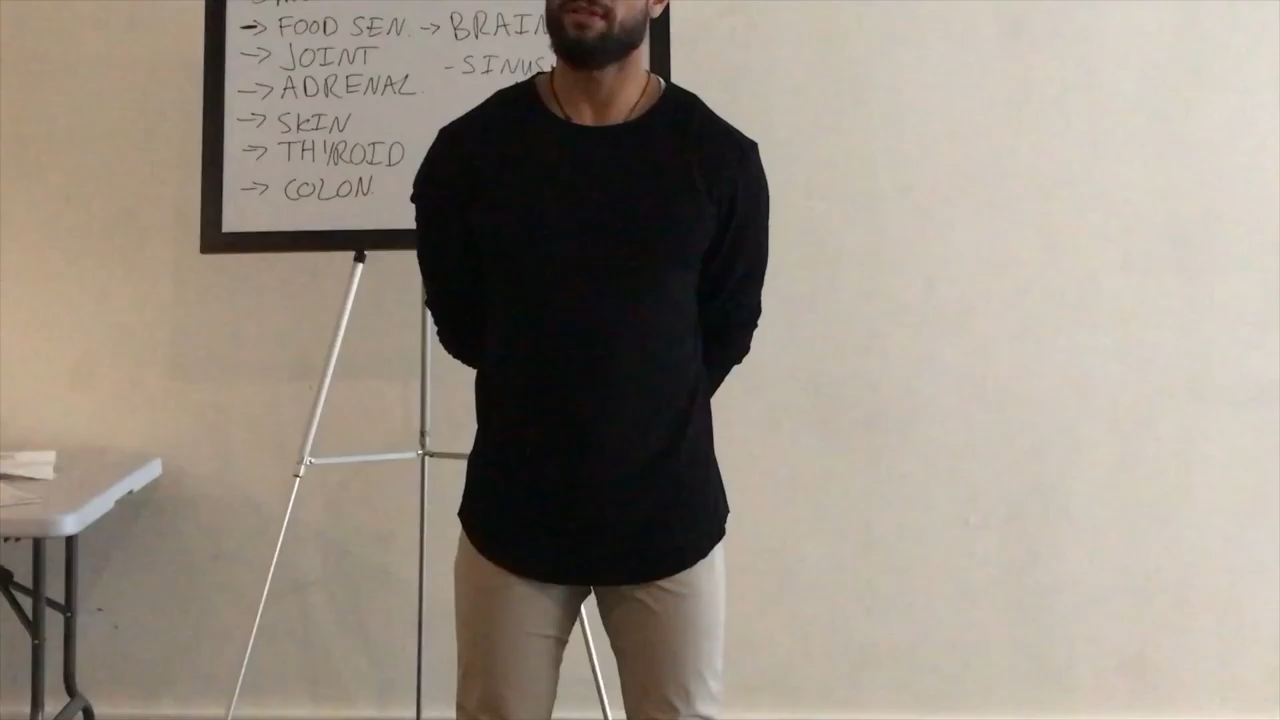 → FOOD SEN. → BRAIN
→ JOINT - SINUS
→ ADRENAL
→ SKIN
→ THYROID
→ COLON